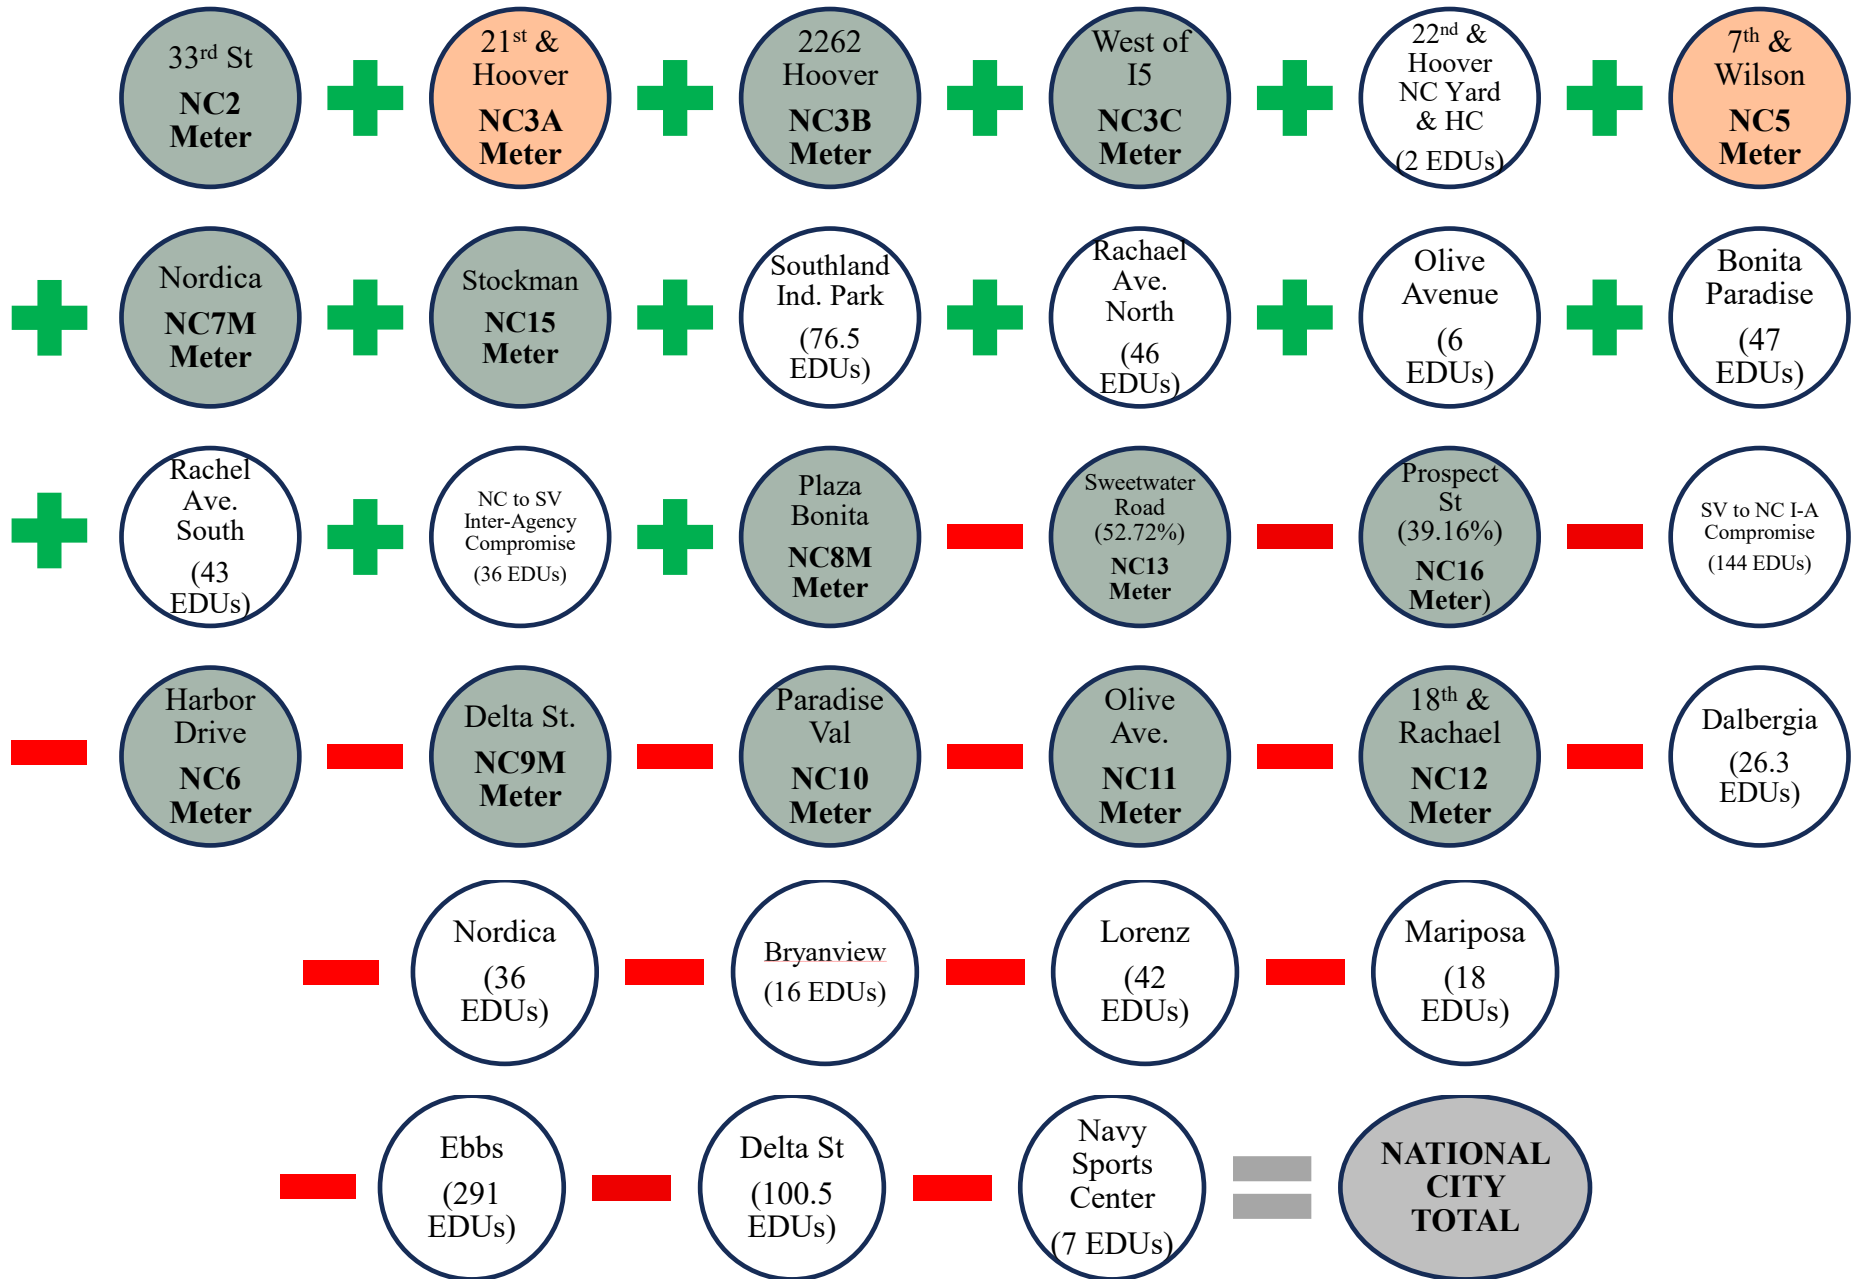 33rd St
NC2
Meter
21st &
Hoover
NC3A
Meter
2262
Hoover
NC3B
Meter
West of
I5
NC3C
Meter
22nd &
Hoover
NC Yard
& HC
(2 EDUs)
7th &
Wilson
NC5
Meter
Nordica
NC7M
Meter
Stockman
NC15
Meter
Southland
Ind. Park
(76.5
EDUs)
Rachael
Ave.
North
(46
EDUs)
Olive
Avenue
(6
EDUs)
Bonita
Paradise
(47
EDUs)
Rachel
Ave.
South
(43
EDUs)
NC to SV
Inter-Agency
Compromise
(36 EDUs)
Plaza
Bonita
NC8M
Meter
Sweetwater
Road
(52.72%)
NC13
Meter
Prospect
St
(39.16%)
NC16
Meter)
SV to NC I-A
Compromise
(144 EDUs)
Harbor
Drive
NC6
Meter
Delta St.
NC9M
Meter
Paradise
Val
NC10
Meter
Olive
Ave.
NC11
Meter
18th &
Rachael
NC12
Meter
Dalbergia
(26.3
EDUs)
Nordica
(36
EDUs)
Bryanview
(16 EDUs)
Lorenz
(42
EDUs)
Mariposa
(18
EDUs)
Ebbs
(291
EDUs)
Delta St
(100.5
EDUs)
Navy
Sports
Center
(7 EDUs)
NATIONAL
CITY
TOTAL